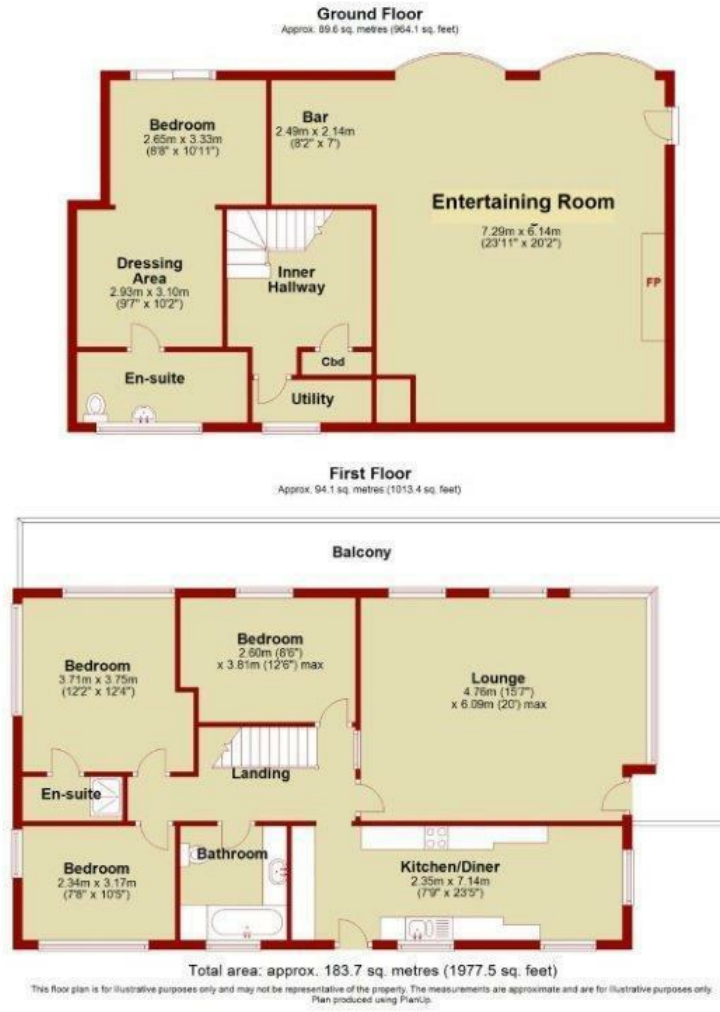 Ground Floor
Approx. 89.6 sq. metres (964.1 sq. feet)
Bedroom
2.65m x 3.33m
(8'8" x 10'11")
Bar
2.49m x 2.14m
(8'2" x 7')
Entertaining Room
7.29m x 6.14m
(23'11" x 20'2")
Dressing
Area
2.93m x 3.10m
(9'7" x 10'2")
Inner
Hallway
FP
Cbd
En-suite
Utility
First Floor
Approx. 94.1 sq. metres (1013.4 sq. feet)
Balcony
Bedroom
3.71m x 3.75m
(12'2" x 12'4")
Bedroom
2.60m (8'6")
x 3.81m (12'6") max
Lounge
4.76m (15'7")
x 6.09m (20') max
En-suite
Landing
Bedroom
2.34m x 3.17m
(7'8" x 10'5")
Bathroom
Kitchen/Diner
2.35m x 7.14m
(7'9" x 23'5")
Total area: approx. 183.7 sq. metres (1977.5 sq. feet)
This floor plan is for illustrative purposes only and may not be representative of the property. The measurements are approximate and are for illustrative purposes only.
Plan produced using PlanUp.